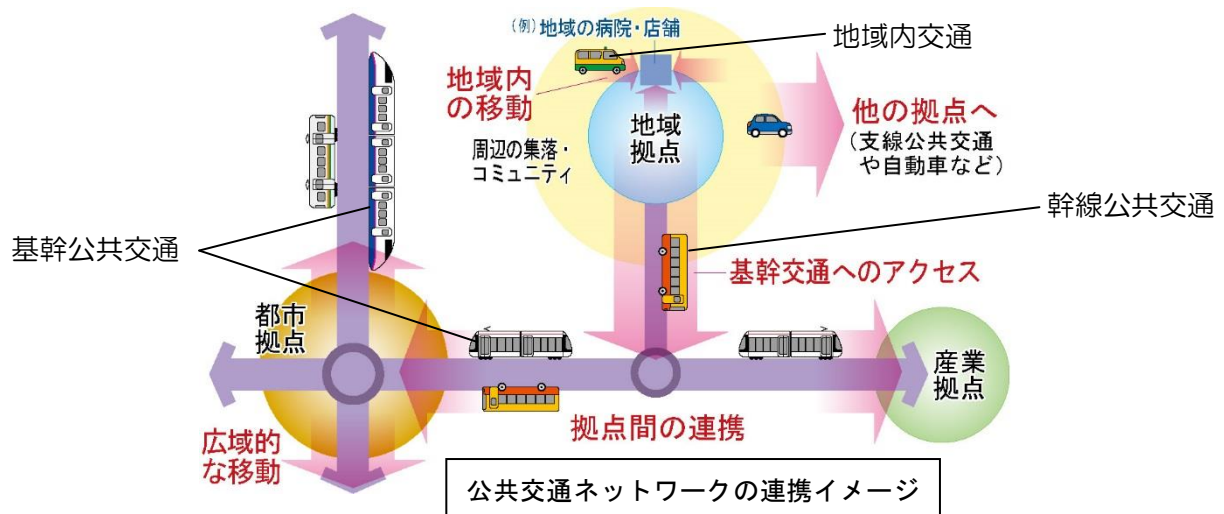 (例)地域の病院・店舗
地域内交通
地域内
の移動
地域
拠点
周辺の集落・
コミュニティ
他の拠点へ
(支線公共交通
や自動車など)
幹線公共交通
基幹公共交通
基幹交通へのアクセス
都市
拠点
産業
拠点
拠点間の連携
広域的
な移動
公共交通ネットワークの連携イメージ